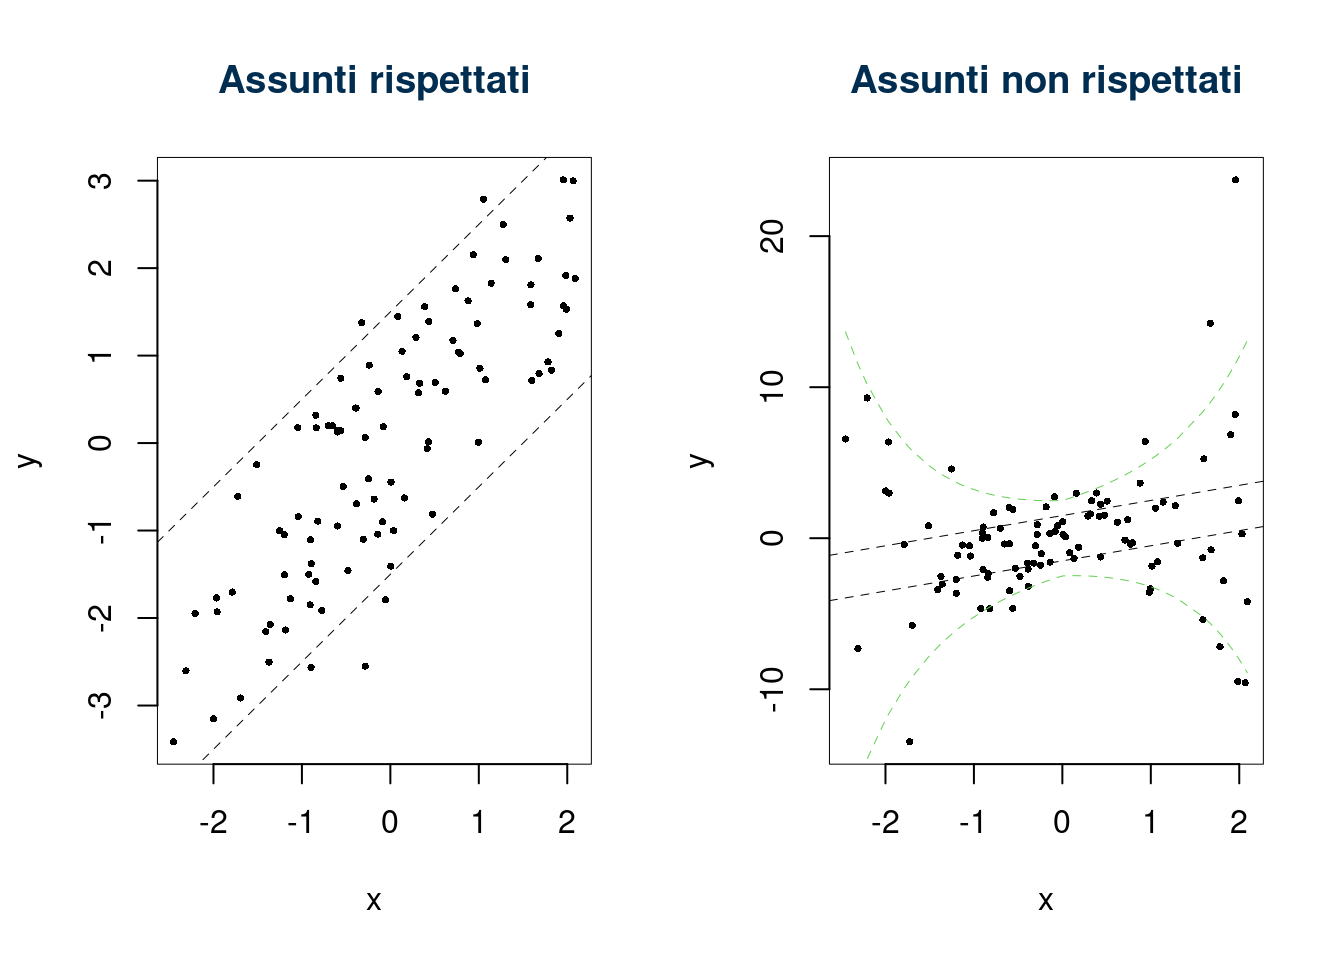 Assunti rispettati
3
2
1
0
-1
-2
-3
y
-2 -1 0 1 2
x
Assunti non rispettati
20
10
0
-10
y
-2 -1 0 1 2
x